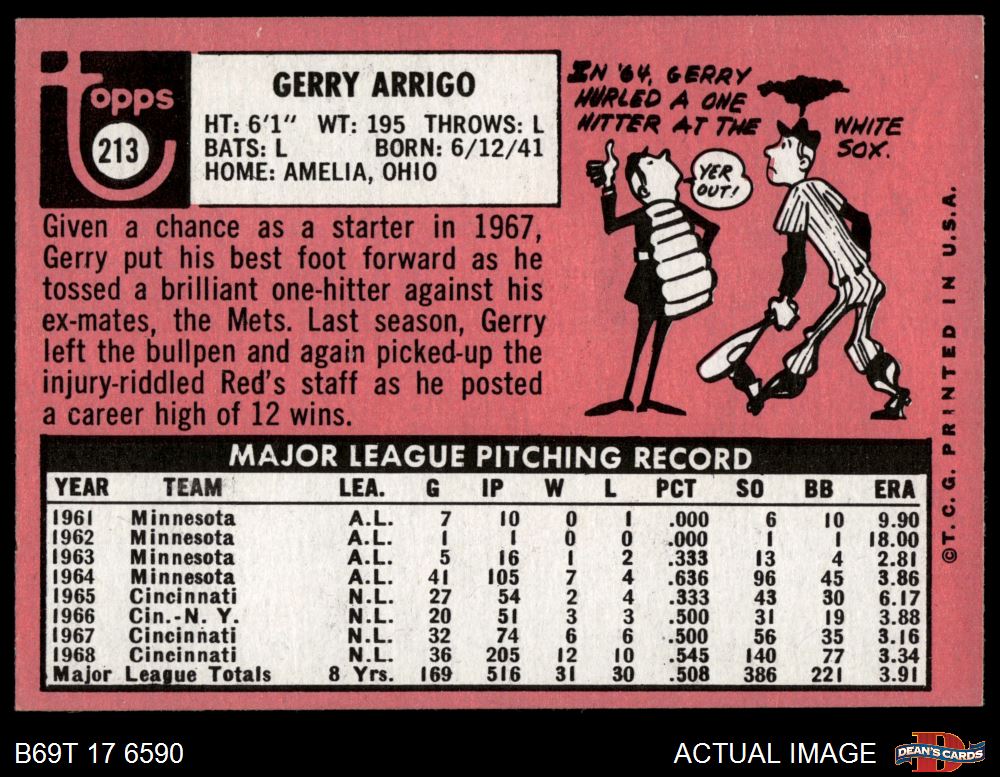 topps
213
GERRY ARRIGO
HT: 6'1" WT: 195 THROWS: L
BATS: L BORN: 6/12/41
HOME: AMELIA, OHIO
IN '64, GERRY
HURLED A ONE
HITTER AT THE WHITE
SOX.
YER
OUT!
Given a chance as a starter in 1967,
Gerry put his best foot forward as he
tossed a brilliant one-hitter against his
ex-mates, the Mets. Last season, Gerry
left the bullpen and again picked-up the
injury-riddled Red's staff as he posted
a career high of 12 wins.
MAJOR LEAGUE PITCHING RECORD
YEAR TEAM LEA. G IP W L PCT SO BB ERA
1961 Minnesota A.L. 7 10 0 1 .000 6 10 9.90
1962 Minnesota A.L. 1 1 0 0 .000 1 1 18.00
1963 Minnesota A.L. 5 16 1 2 .333 13 4 2.81
1964 Minnesota A.L. 41 105 7 4 .636 96 45 3.86
1965 Cincinnati N.L. 27 54 2 4 .333 43 30 6.17
1966 Cin.-N. Y. N.L. 20 51 3 3 .500 31 19 3.88
1967 Cincinnati N.L. 32 74 6 6 .500 56 35 3.16
1968 Cincinnati N.L. 36 205 12 10 .545 140 77 3.34
Major League Totals 8 Yrs. 169 516 31 30 .508 386 221 3.91
©T. C. G. PRINTED IN U.S.A.
B69T 17 6590
ACTUAL IMAGE
DEAN'S CARDS